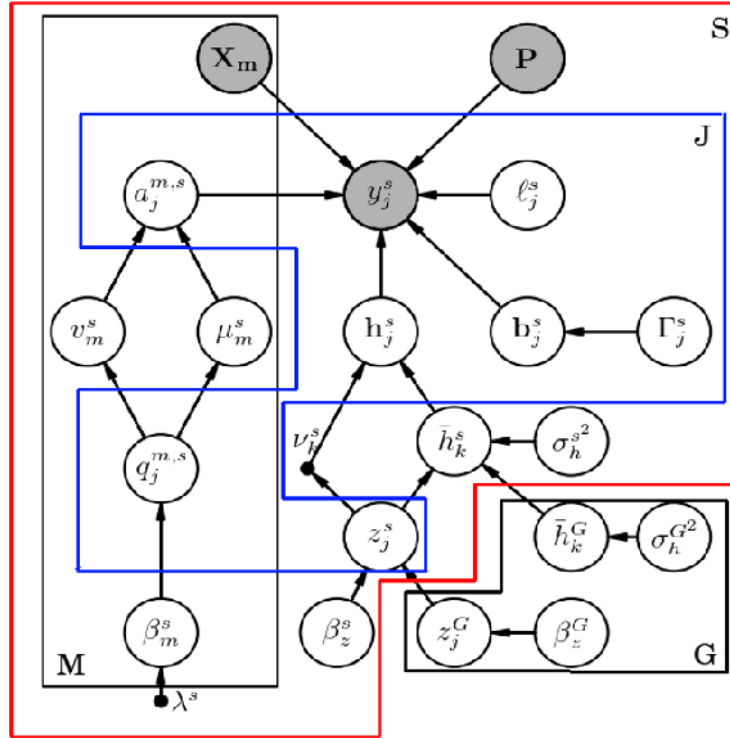 S
X_m P
J
a_j^{m,s} y_j^s ℓ_j^s
v_m^s μ_m^s h_j^s b_j^s Γ_j^s
ν_h^s
q_j^{m,s} h̄_k^s σ_h^{s^2}
z_j^s h̄_k^G σ_h^{G^2}
β_m^s β_z^s z_j^G β_z^G
M G
λ^s